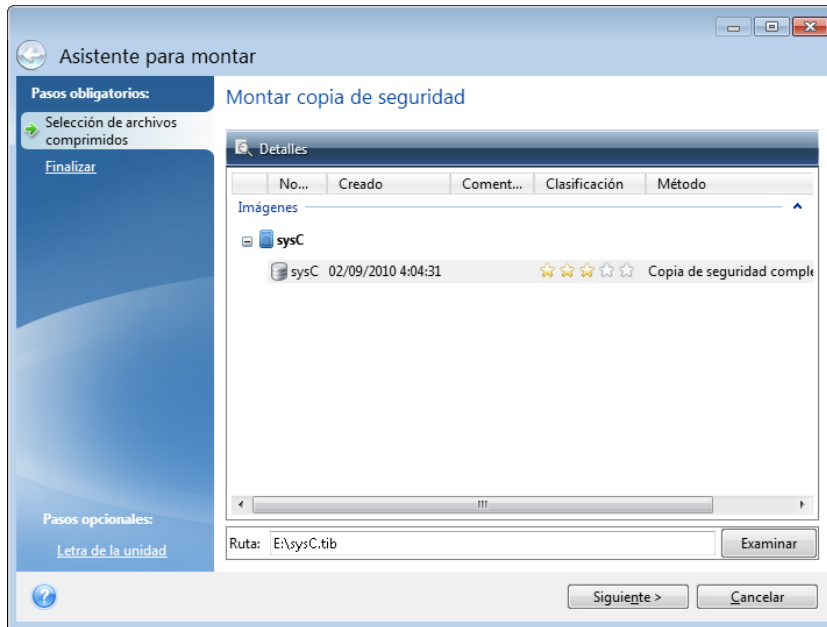 Asistente para montar
Pasos obligatorios:
Selección de archivos
comprimidos
Finalizar
Pasos opcionales:
Letra de la unidad
Montar copia de seguridad
Detalles
No... Creado Coment... Clasificación Método
Imágenes
sysC
sysC 02/09/2010 4:04:31 Copia de seguridad comple
Ruta: E:\sysC.tib Examinar
Siguiente > Cancelar